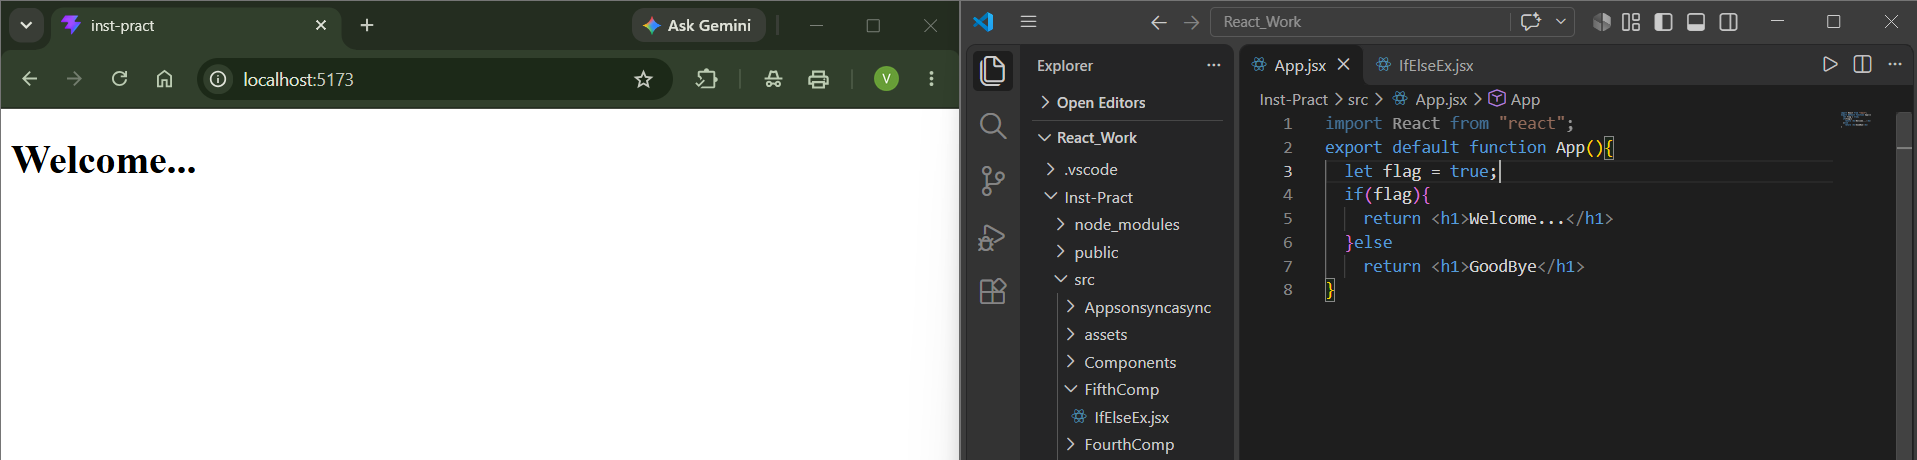 inst-pract
Ask Gemini
localhost:5173
V
Welcome...
React_Work
Explorer
Open Editors
React_Work
.vscode
Inst-Pract
node_modules
public
src
Appsonsyncasync
assets
Components
FifthComp
IfElseEx.jsx
FourthComp
App.jsx
IfElseEx.jsx
Inst-Pract > src > App.jsx > App
1 import React from "react";
2 export default function App(){
3 let flag = true;
4 if(flag){
5 return <h1>Welcome...</h1>
6 }else
7 return <h1>GoodBye</h1>
8 }